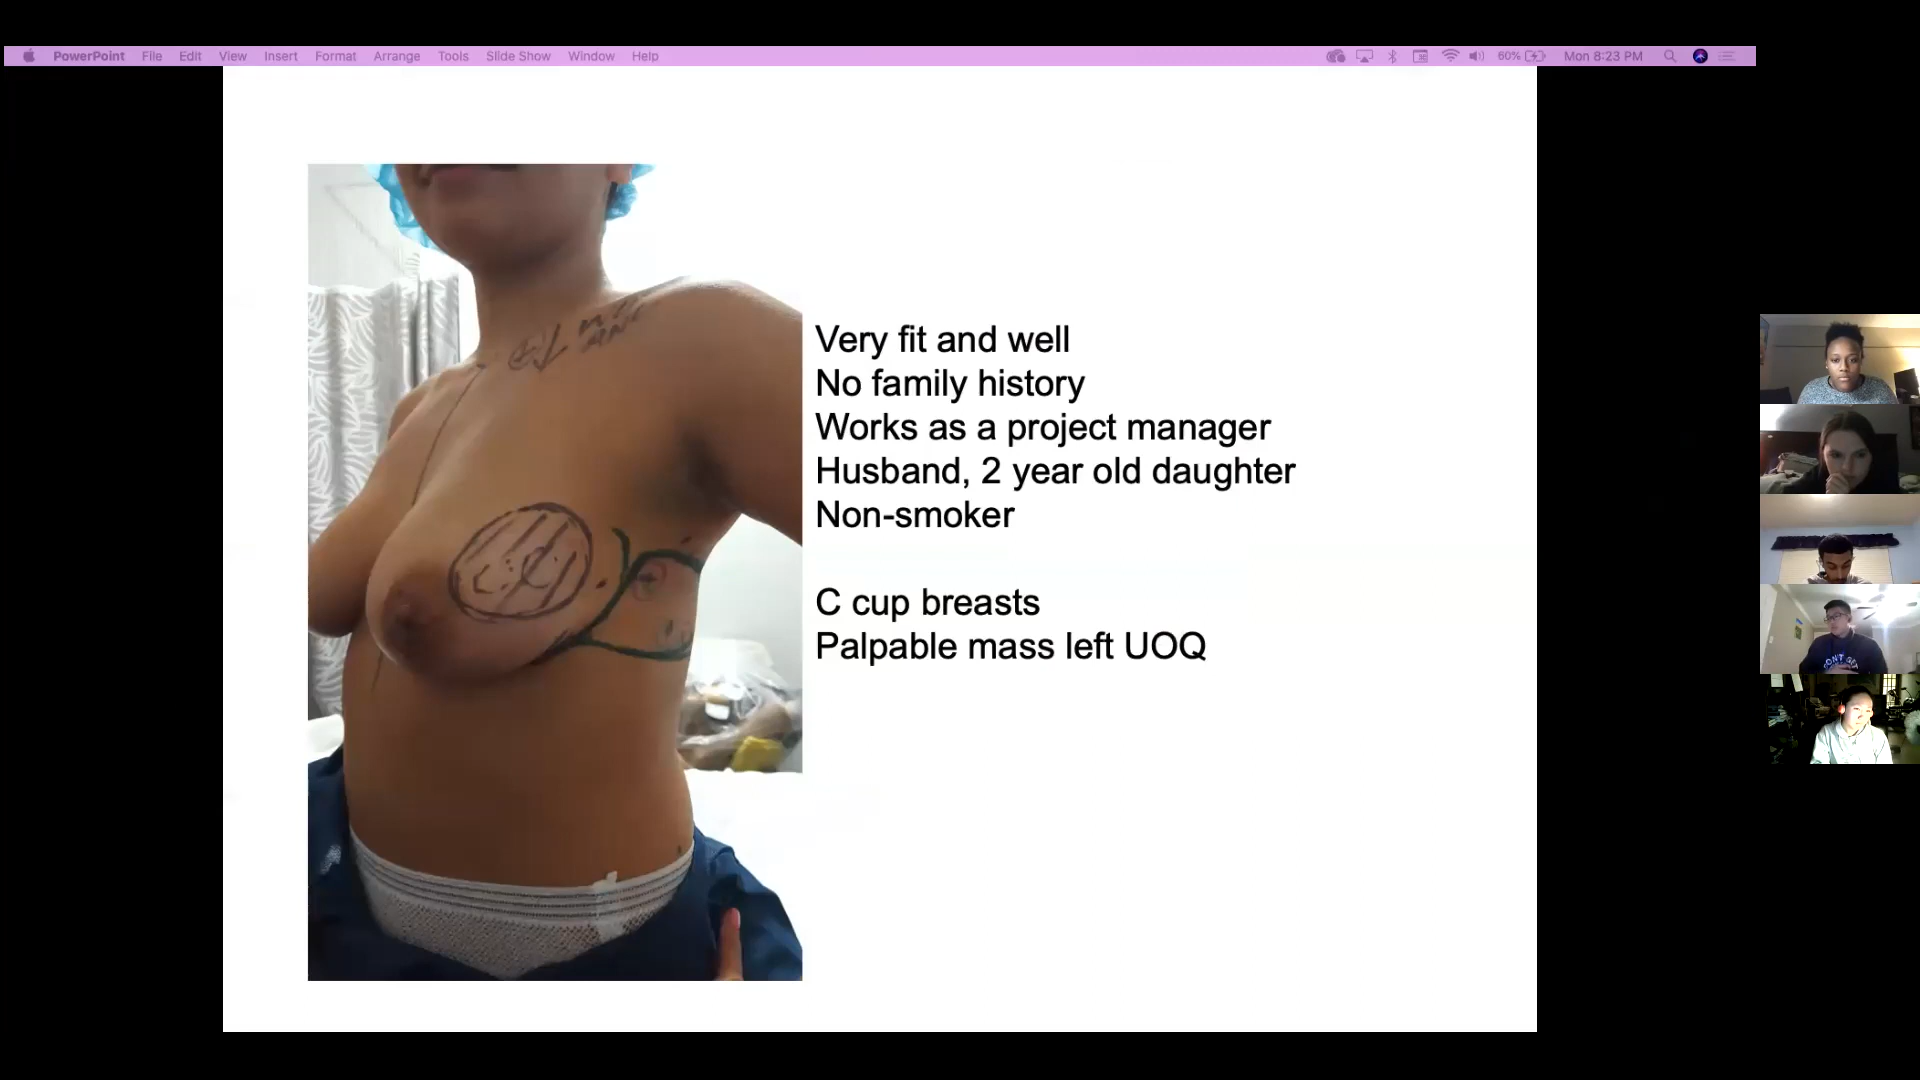 PowerPoint File Edit View Insert Format Arrange Tools Slide Show Window Help 60% Mon 8:23 PM
Very fit and well
No family history
Works as a project manager
Husband, 2 year old daughter
Non-smoker
C cup breasts
Palpable mass left UOQ